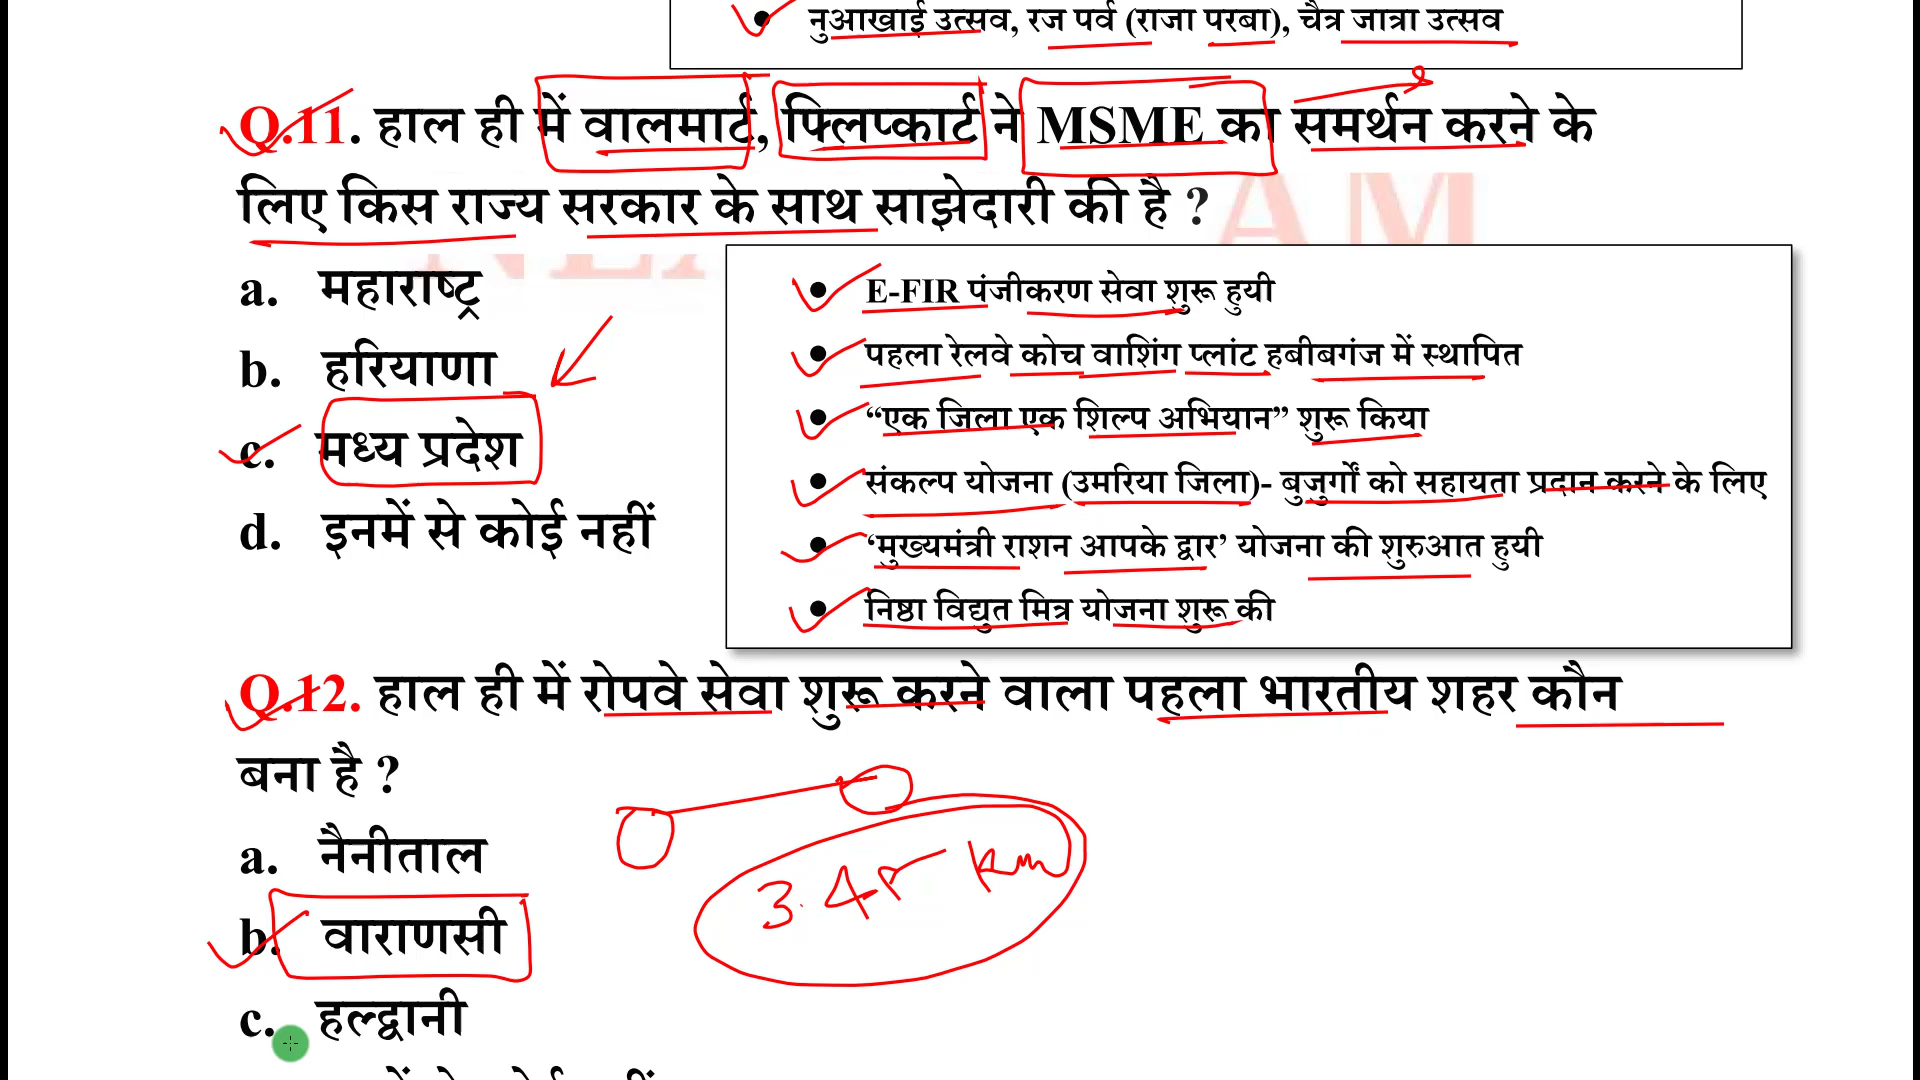 नुआखाई उत्सव, रज पर्व (राजा परबा), चैत्र जात्रा उत्सव
Q.11. हाल ही में वालमार्ट, फ्लिप्कार्ट ने MSME का समर्थन करने के
लिए किस राज्य सरकार के साथ साझेदारी की है ?
a. महाराष्ट्र
b. हरियाणा
c. मध्य प्रदेश
d. इनमें से कोई नहीं
E-FIR पंजीकरण सेवा शुरू हुयी
पहला रेलवे कोच वाशिंग प्लांट हबीबगंज में स्थापित
“एक जिला एक शिल्प अभियान” शुरू किया
संकल्प योजना (उमरिया जिला)- बुजुर्गों को सहायता प्रदान करने के लिए
‘मुख्यमंत्री राशन आपके द्वार’ योजना की शुरुआत हुयी
निष्ठा विद्युत मित्र योजना शुरू की
Q.12. हाल ही में रोपवे सेवा शुरू करने वाला पहला भारतीय शहर कौन
बना है ?
a. नैनीताल
b. वाराणसी
c. हल्द्वानी
3.45 km